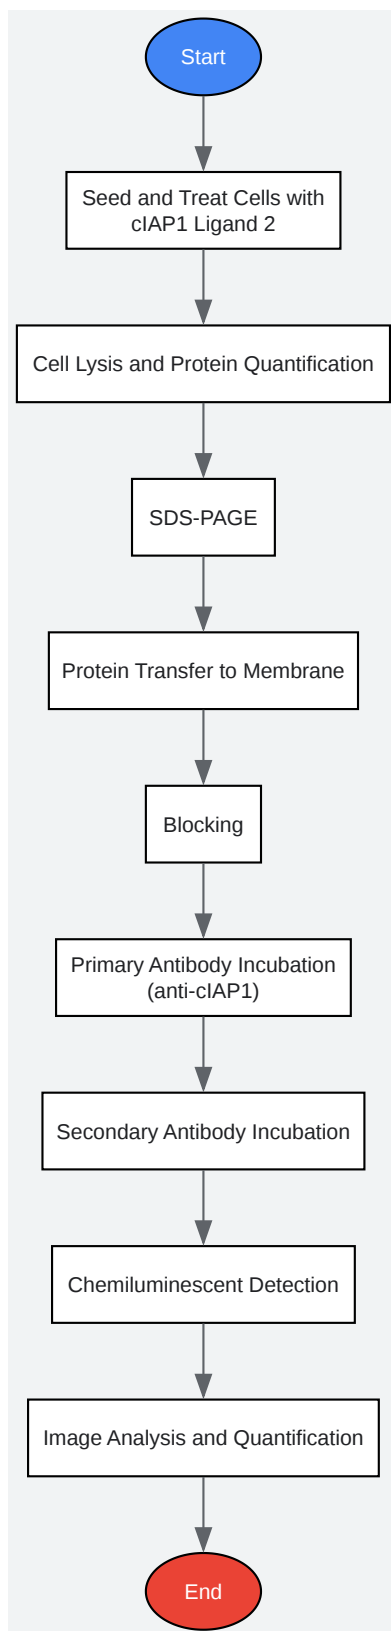 Start
Seed and Treat Cells with
cIAP1 Ligand 2
Cell Lysis and Protein Quantification
SDS-PAGE
Protein Transfer to Membrane
Blocking
Primary Antibody Incubation
(anti-cIAP1)
Secondary Antibody Incubation
Chemiluminescent Detection
Image Analysis and Quantification
End